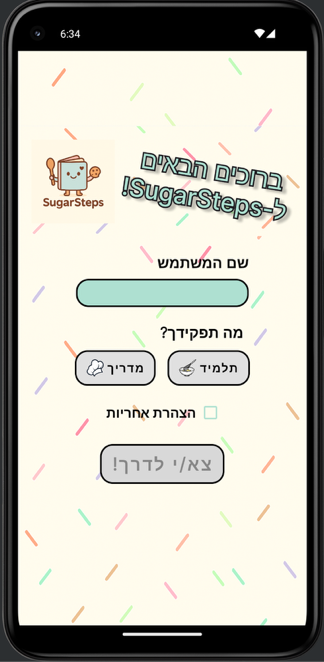 6:34
ברוכים הבאים
ל-SugarSteps!
SugarSteps
שם המשתמש
מה תפקידך?
תלמיד
מדריך
הצהרת אחריות
צא/י לדרך!